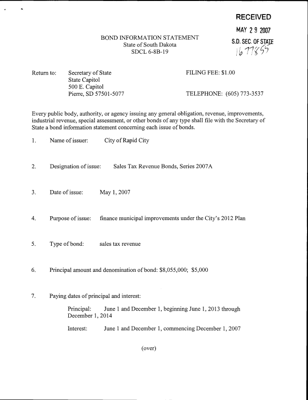 RECEIVED
MAY 29 2007
S.D. SEC. OF STATE
BOND INFORMATION STATEMENT
State of South Dakota
SDCL 6-8B-19
Return to: Secretary of State FILING FEE: $1.00
State Capitol
500 E. Capitol
Pierre, SD 57501-5077 TELEPHONE: (605) 773-3537
Every public body, authority, or agency issuing any general obligation, revenue, improvements,
industrial revenue, special assessment, or other bonds of any type shall file with the Secretary of
State a bond information statement concerning each issue of bonds.
1. Name of issuer: City of Rapid City
2. Designation of issue: Sales Tax Revenue Bonds, Series 2007A
3. Date of issue: May 1, 2007
4. Purpose of issue: finance municipal improvements under the City's 2012 Plan
5. Type of bond: sales tax revenue
6. Principal amount and denomination of bond: $8,055,000; $5,000
7. Paying dates of principal and interest:
Principal: June 1 and December 1, beginning June 1, 2013 through
December 1, 2014
Interest: June 1 and December 1, commencing December 1, 2007
(over)